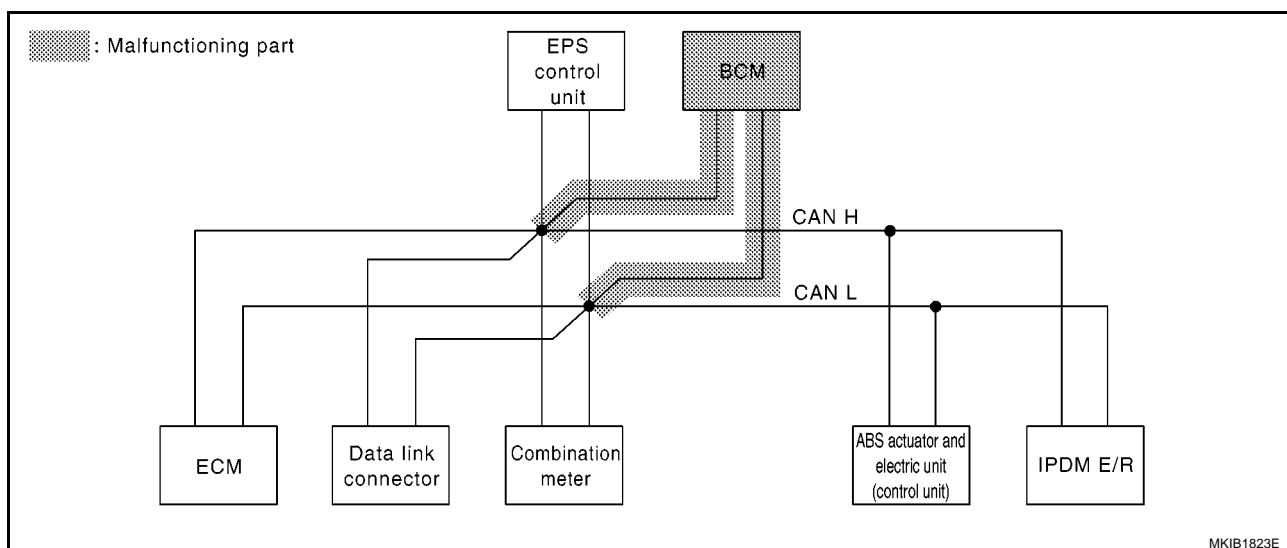 : Malfunctioning part
EPS
control
unit
BCM
CAN H
CAN L
ECM
Data link
connector
Combination
meter
ABS actuator and
electric unit
(control unit)
IPDM E/R
MKIB1823E